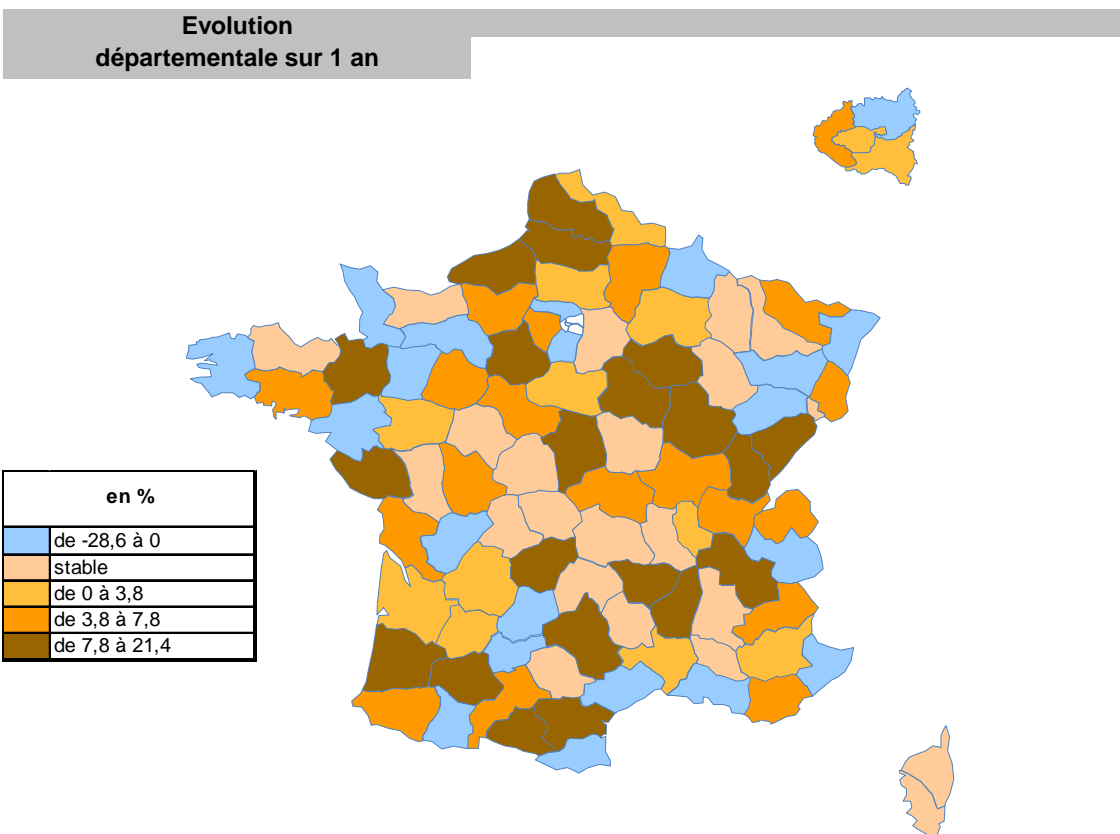 Evolution
départementale sur 1 an
en %
de -28,6 à 0
stable
de 0 à 3,8
de 3,8 à 7,8
de 7,8 à 21,4